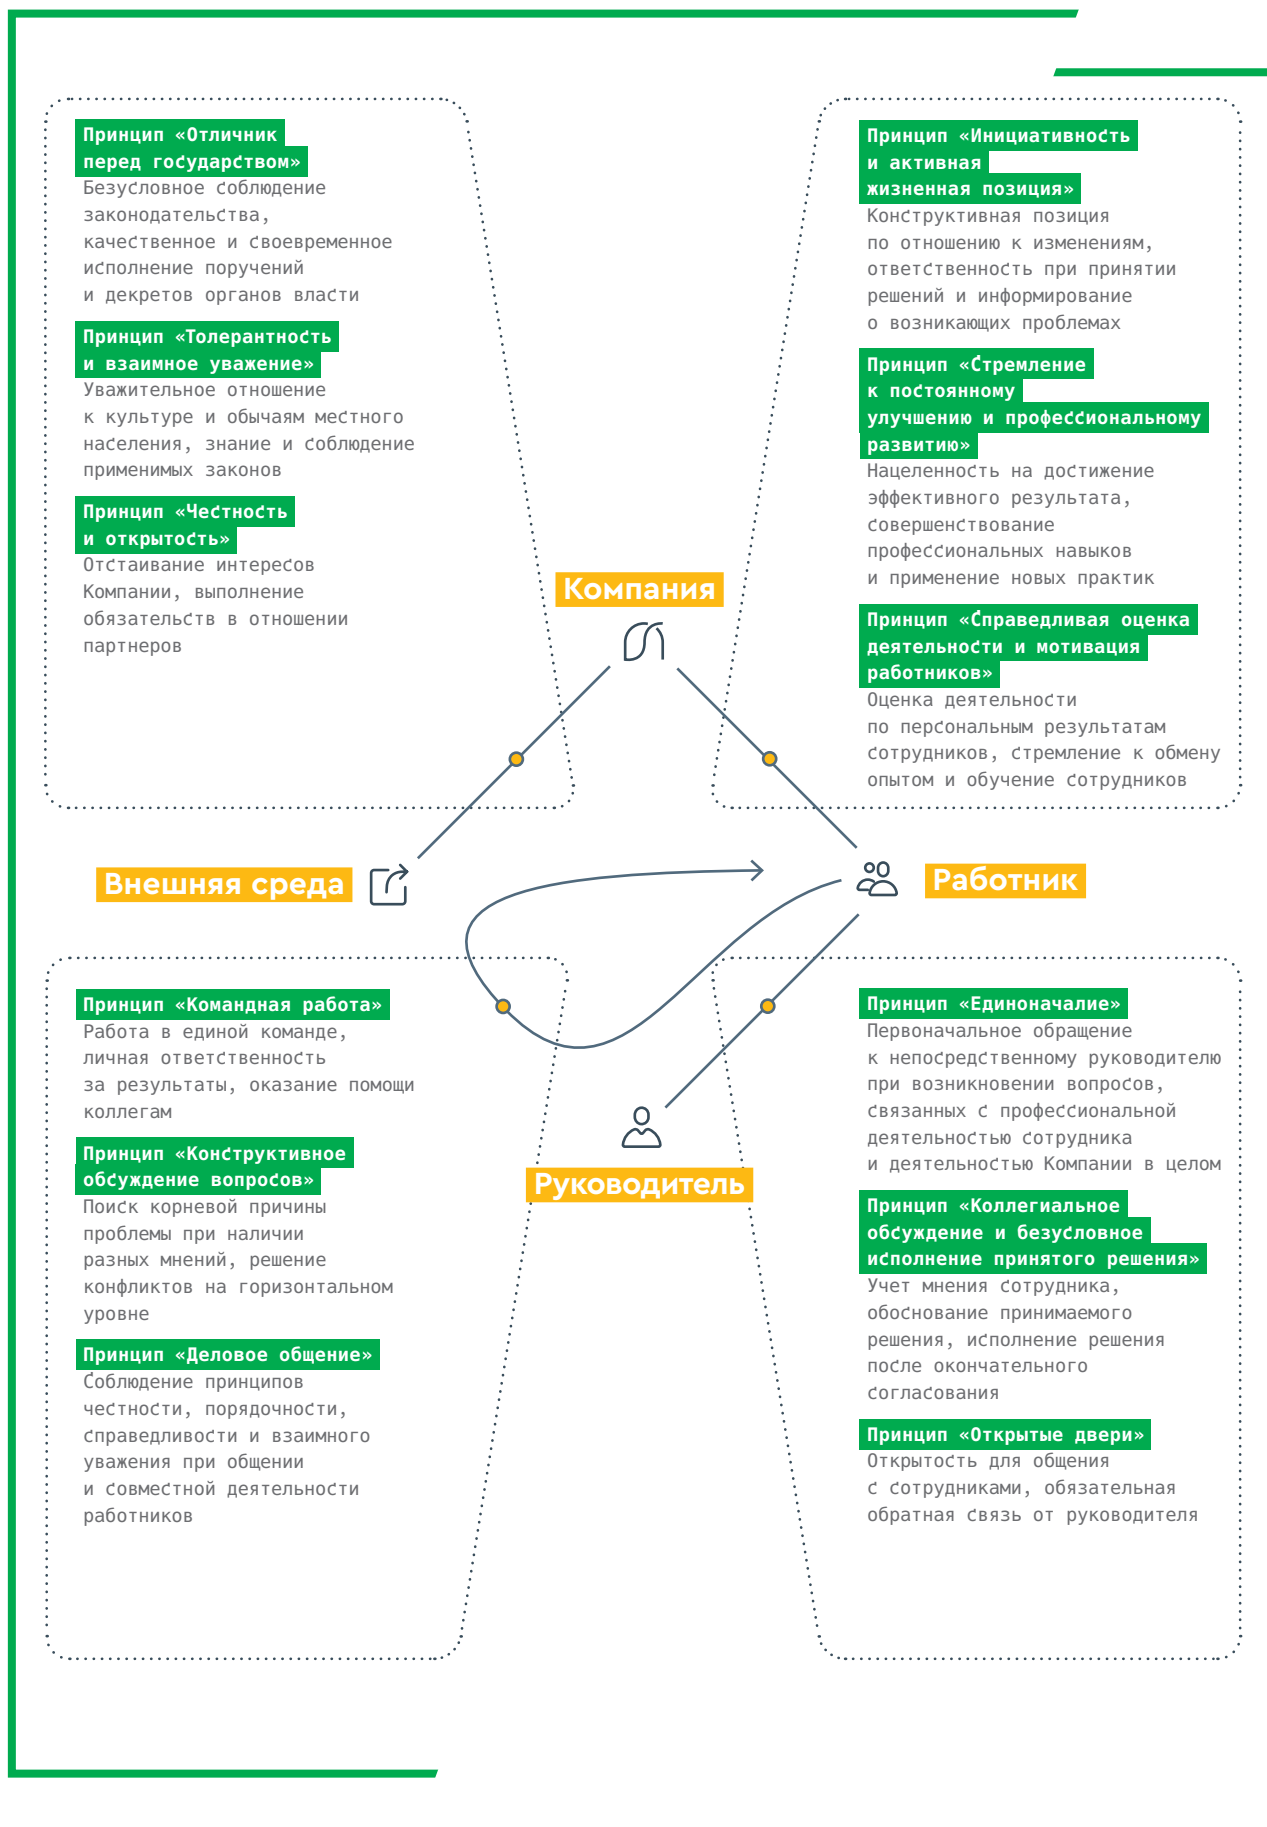 Принцип «Отличник
перед государством»
Безусловное соблюдение
законодательства,
качественное и своевременное
исполнение поручений
и декретов органов власти
Принцип «Толерантность
и взаимное уважение»
Уважительное отношение
к культуре и обычаям местного
населения, знание и соблюдение
применимых законов
Принцип «Честность
и открытость»
Отстаивание интересов
Компании, выполнение
обязательств в отношении
партнеров
Принцип «Инициативность
и активная
жизненная позиция»
Конструктивная позиция
по отношению к изменениям,
ответственность при принятии
решений и информирование
о возникающих проблемах
Принцип «Стремление
к постоянному
улучшению и профессиональному
развитию»
Нацеленность на достижение
эффективного результата,
совершенствование
профессиональных навыков
и применение новых практик
Принцип «Справедливая оценка
деятельности и мотивация
работников»
Оценка деятельности
по персональным результатам
сотрудников, стремление к обмену
опытом и обучение сотрудников
Компания
Внешняя среда
Работник
Руководитель
Принцип «Командная работа»
Работа в единой команде,
личная ответственность
за результаты, оказание помощи
коллегам
Принцип «Конструктивное
обсуждение вопросов»
Поиск корневой причины
проблемы при наличии
разных мнений, решение
конфликтов на горизонтальном
уровне
Принцип «Деловое общение»
Соблюдение принципов
честности, порядочности,
справедливости и взаимного
уважения при общении
и совместной деятельности
работников
Принцип «Единоначалие»
Первоначальное обращение
к непосредственному руководителю
при возникновении вопросов,
связанных с профессиональной
деятельностью сотрудника
и деятельностью Компании в целом
Принцип «Коллегиальное
обсуждение и безусловное
исполнение принятого решения»
Учет мнения сотрудника,
обоснование принимаемого
решения, исполнение решения
после окончательного
согласования
Принцип «Открытые двери»
Открытость для общения
с сотрудниками, обязательная
обратная связь от руководителя